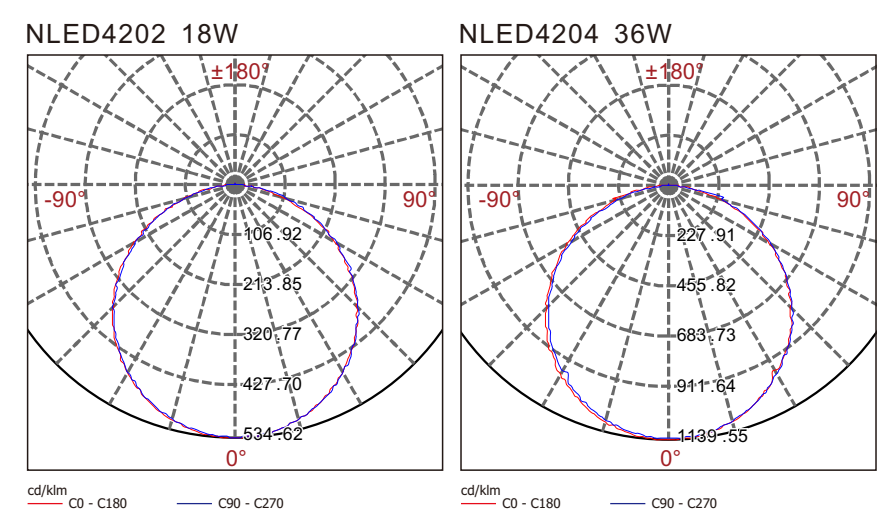 NLED4202 18W
±180°
-90°
90°
106.92
213.85
320.77
427.70
534.62
0°
cd/klm
C0 - C180
C90 - C270
NLED4204 36W
±180°
-90°
90°
227.91
455.82
683.73
911.64
1139.55
0°
cd/klm
C0 - C180
C90 - C270